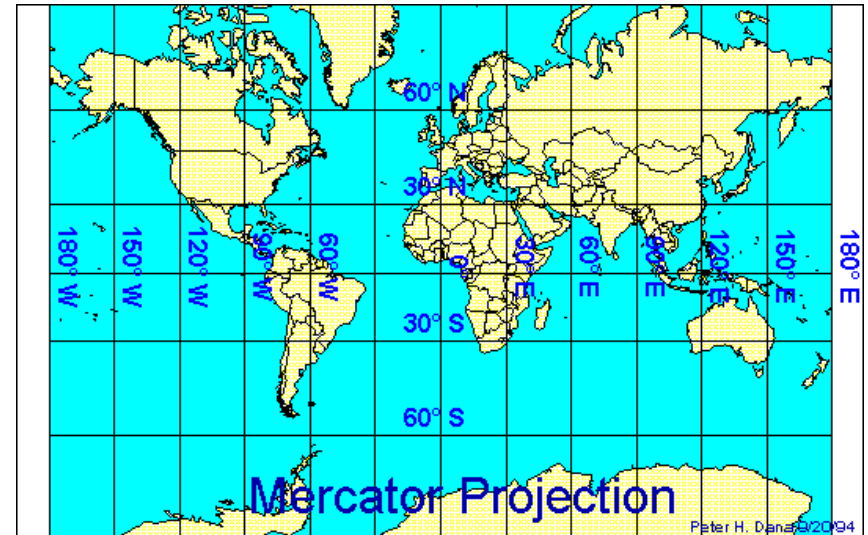 60° N
30° N
180° W
150° W
120° W
90° W
60° W
0°
30° E
60° E
90° E
120° E
150° E
180° E
30° S
60° S
Mercator Projection
Peter H. Dana 9/20/94